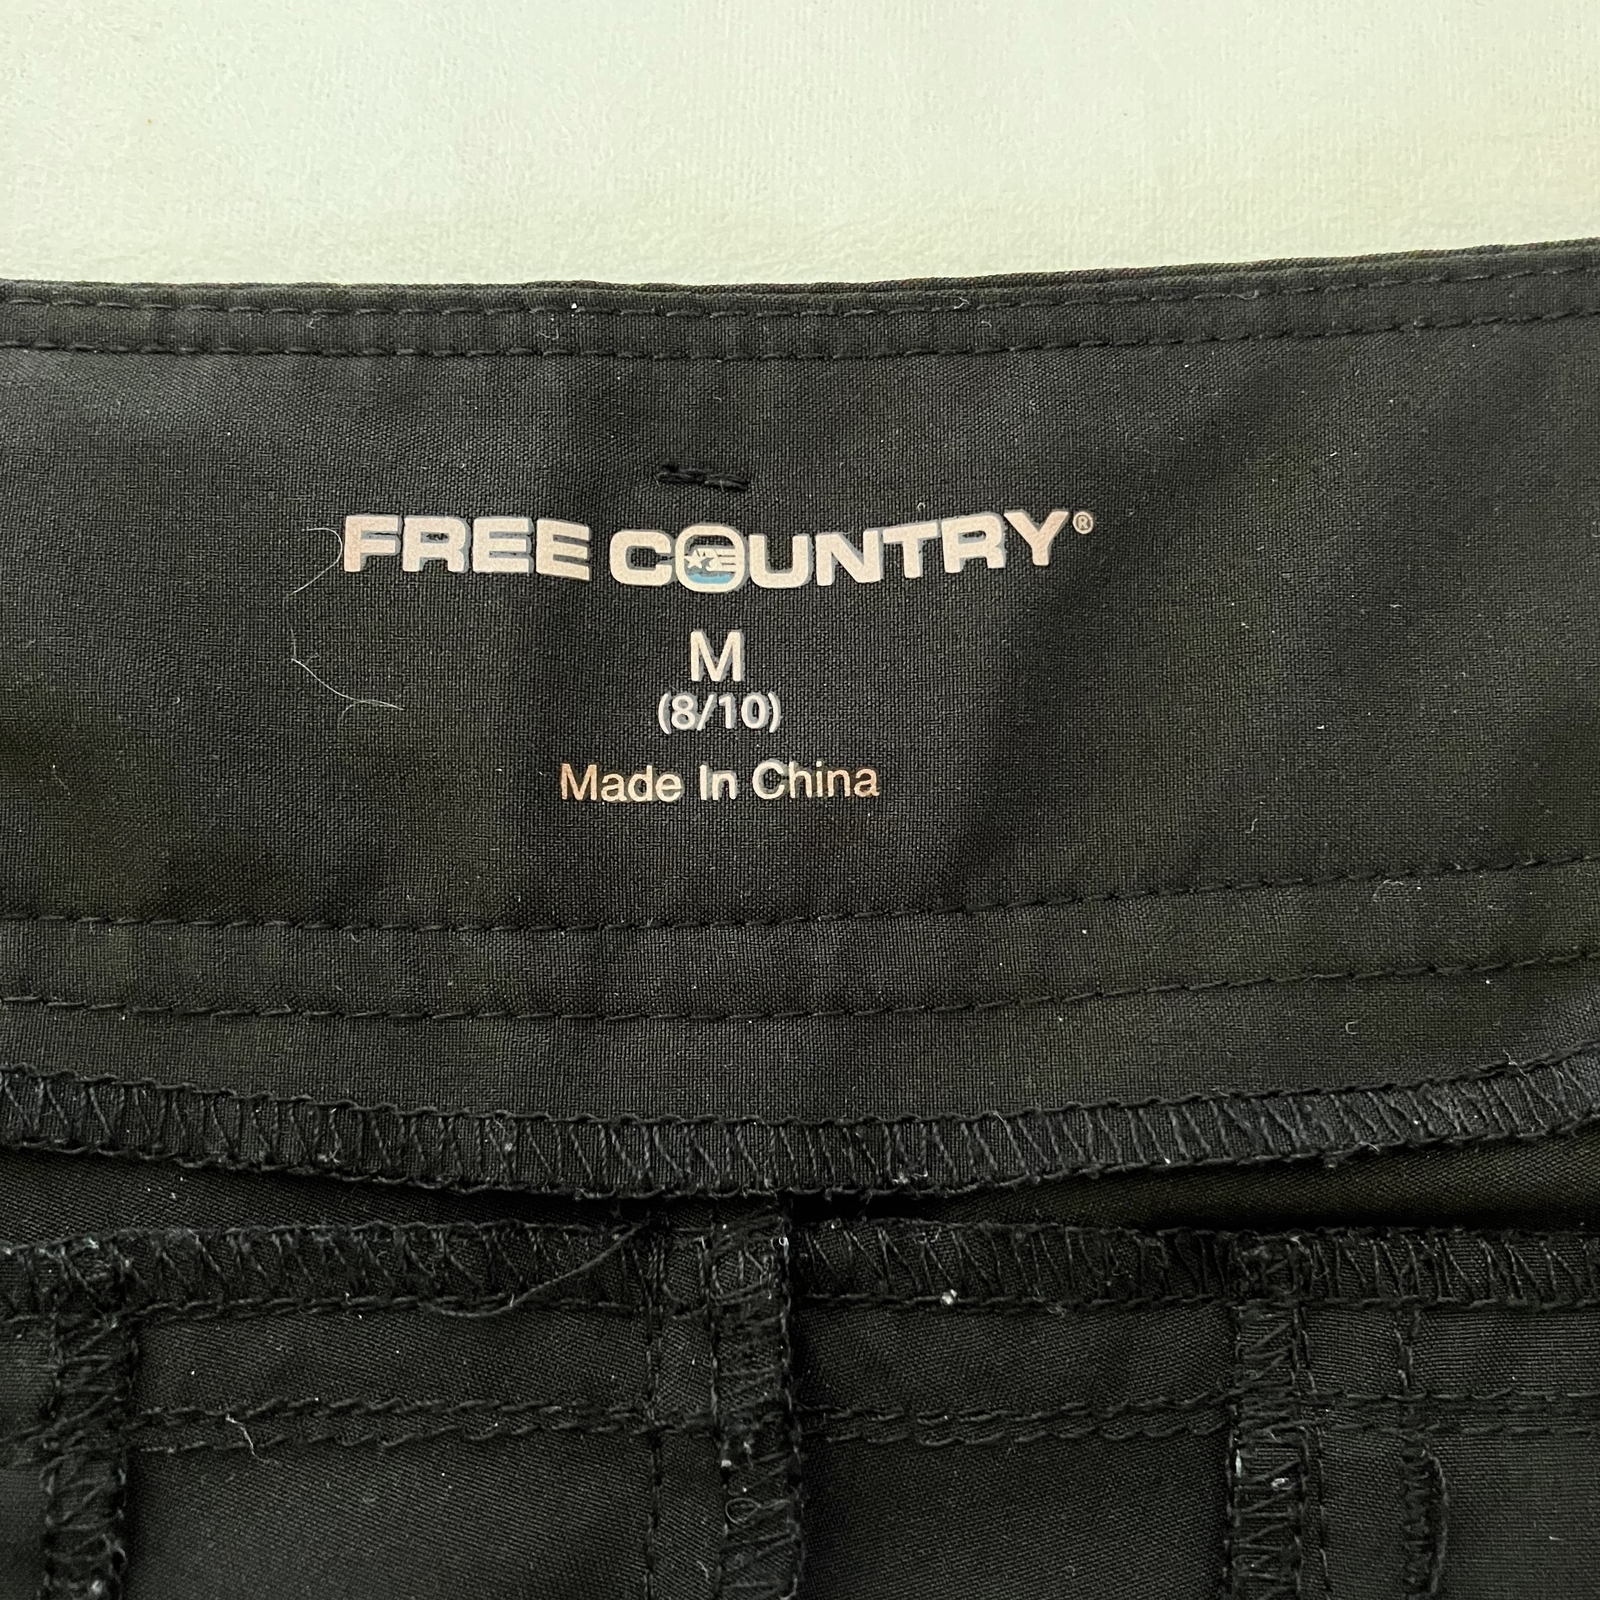 FREE COUNTRY®
M
(8/10)
Made In China